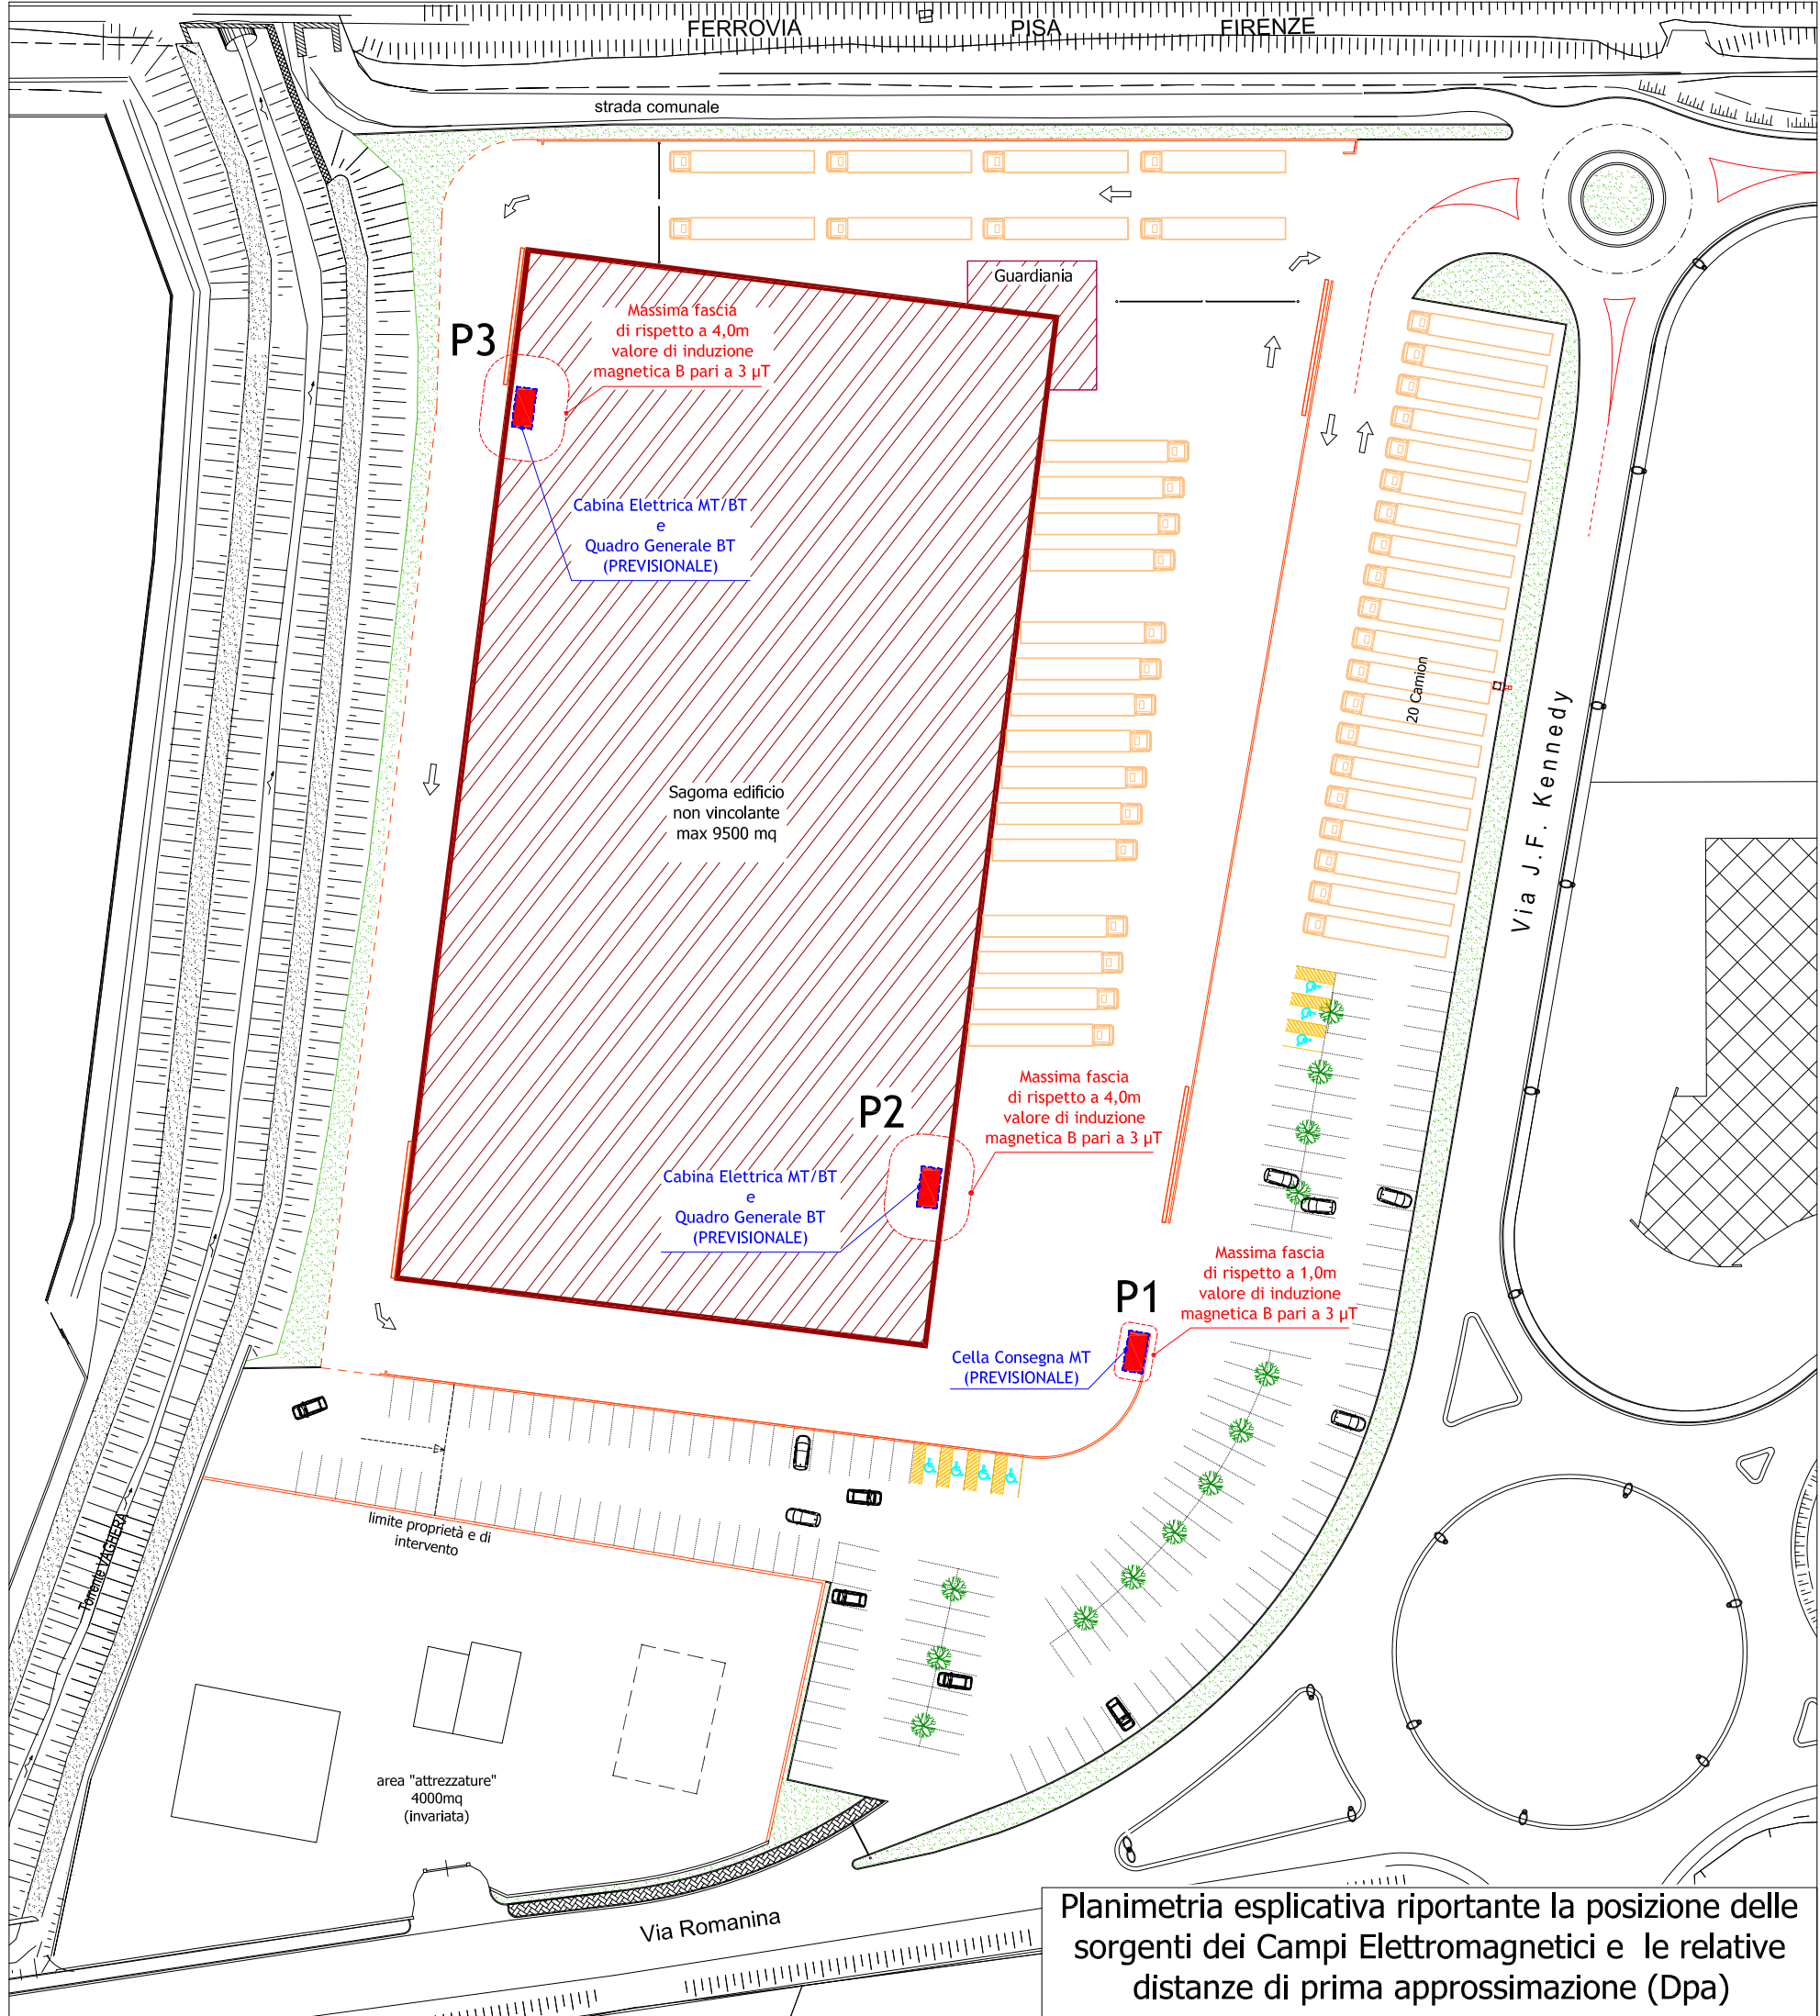 FERROVIA PISA FIRENZE
strada comunale
Guardiania
P3
Massima fascia
di rispetto a 4,0m
valore di induzione
magnetica B pari a 3 µT
Cabina Elettrica MT/BT
e
Quadro Generale BT
(PREVISIONALE)
20 Camion
Via J.F. Kennedy
Sagoma edificio
non vincolante
max 9500 mq
P2
Massima fascia
di rispetto a 4,0m
valore di induzione
magnetica B pari a 3 µT
Cabina Elettrica MT/BT
e
Quadro Generale BT
(PREVISIONALE)
P1
Massima fascia
di rispetto a 1,0m
valore di induzione
magnetica B pari a 3 µT
Cella Consegna MT
(PREVISIONALE)
limite proprietà e di
intervento
Torrente VAGHERA
area "attrezzature"
4000mq
(invariata)
Via Romanina
Planimetria esplicativa riportante la posizione delle
sorgenti dei Campi Elettromagnetici e le relative
distanze di prima approssimazione (Dpa)